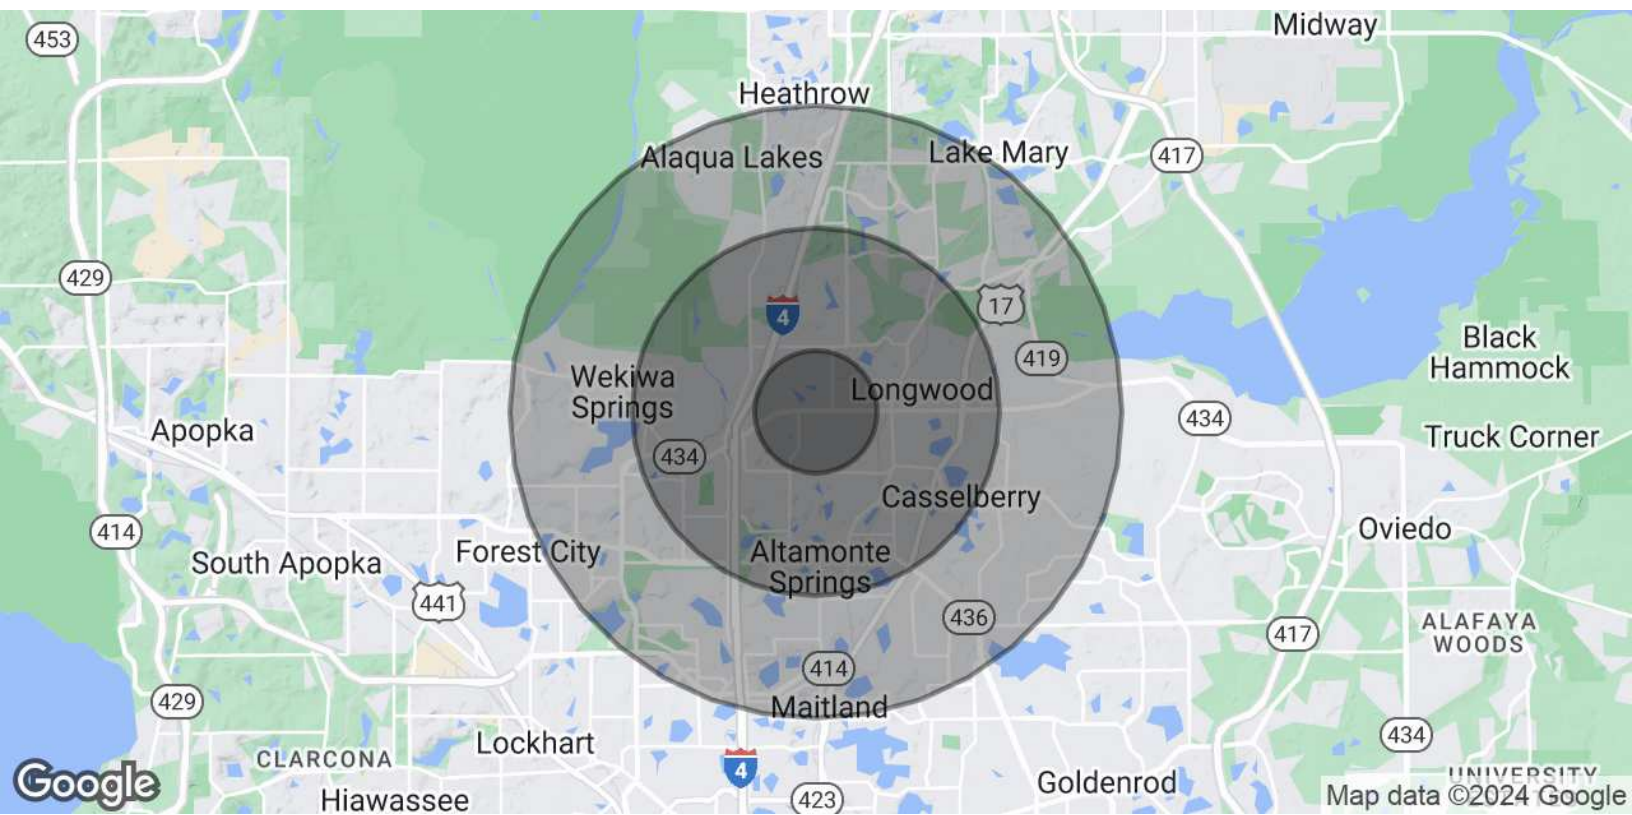 Midway
453
Heathrow
Alaqua Lakes
Lake Mary
417
429
4
17
419
Black
Hammock
Wekiwa
Springs
Longwood
434
Apopka
Truck Corner
434
Casselberry
414
Oviedo
Forest City
Altamonte
Springs
South Apopka
441
436
ALAFAYA
WOODS
417
414
429
Maitland
434
Lockhart
CLARCONA
4
Goldenrod
UNIVERSITY
Google
Hiawassee
423
Map data ©2024 Google